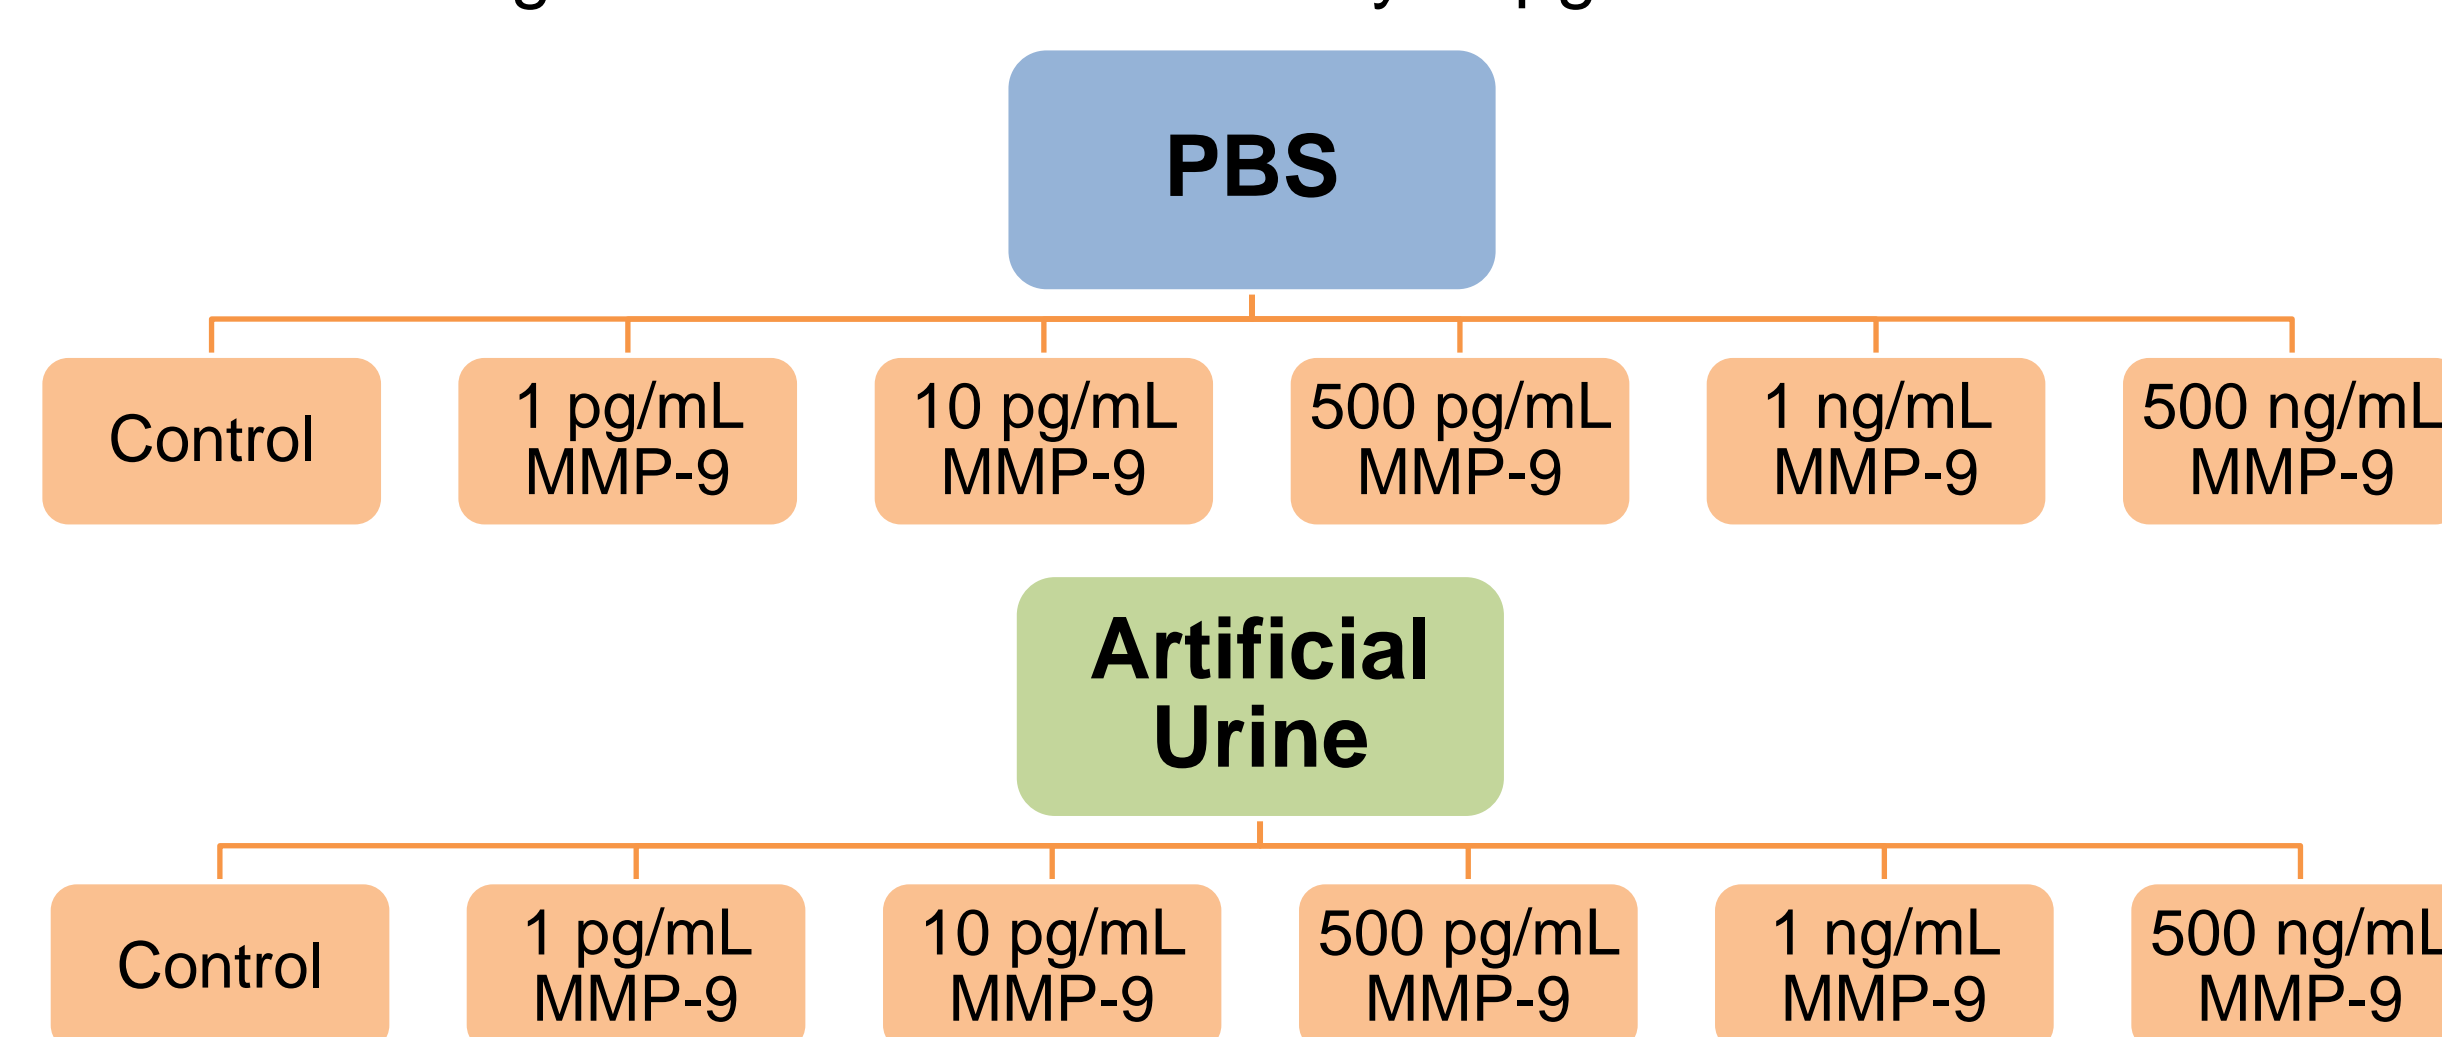 PBS
Control
1 pg/mL
MMP-9
10 pg/mL
MMP-9
500 pg/mL
MMP-9
1 ng/mL
MMP-9
500 ng/mL
MMP-9
Artificial
Urine
Control
1 pg/mL
MMP-9
10 pg/mL
MMP-9
500 pg/mL
MMP-9
1 ng/mL
MMP-9
500 ng/mL
MMP-9